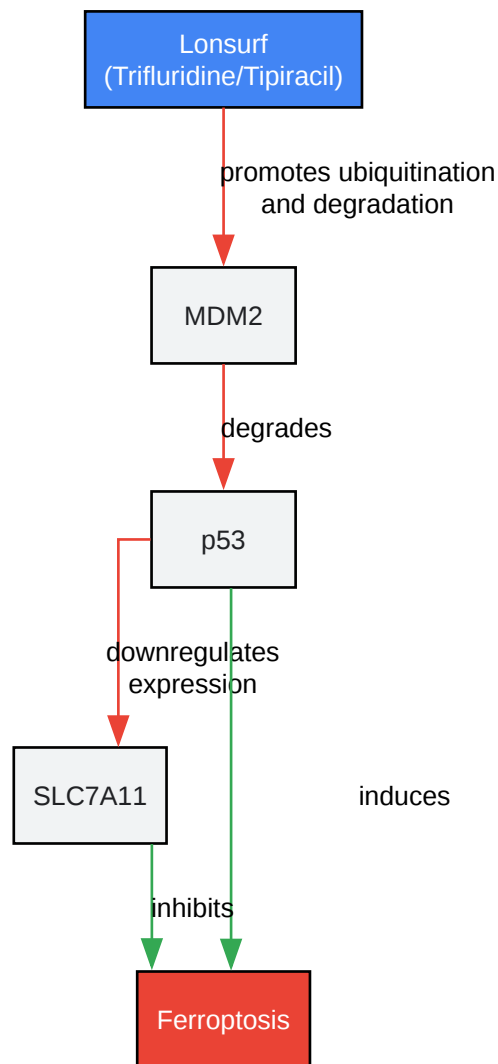 Lonsurf
(Trifluridine/Tipiracil)
promotes ubiquitination
and degradation
MDM2
degrades
p53
downregulates
expression
SLC7A11
induces
inhibits
Ferroptosis